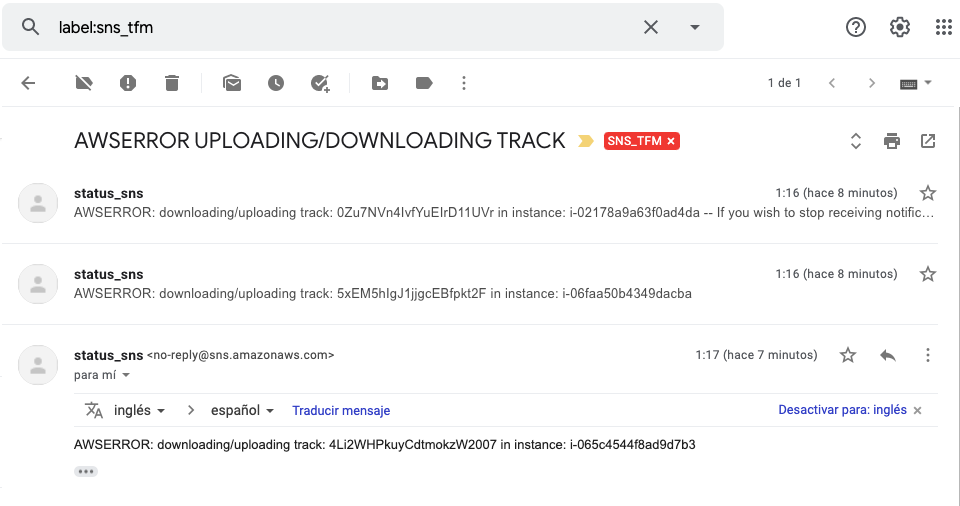 label:sns_tfm
1 de 1
AWSERROR UPLOADING/DOWNLOADING TRACK
SNS_TFM ×
status_sns
1:16 (hace 8 minutos)
AWSERROR: downloading/uploading track: 0Zu7NVn4IvfYuEIrD11UVr in instance: i-02178a9a63f0ad4da -- If you wish to stop receiving notific…
status_sns
1:16 (hace 8 minutos)
AWSERROR: downloading/uploading track: 5xEM5hIgJ1jjgcEBfpkt2F in instance: i-06faa50b4349dacba
status_sns <no-reply@sns.amazonaws.com>
1:17 (hace 7 minutos)
para mí
inglés > español Traducir mensaje
Desactivar para: inglés ×
AWSERROR: downloading/uploading track: 4Li2WHPkuyCdtmokzW2007 in instance: i-065c4544f8ad9d7b3